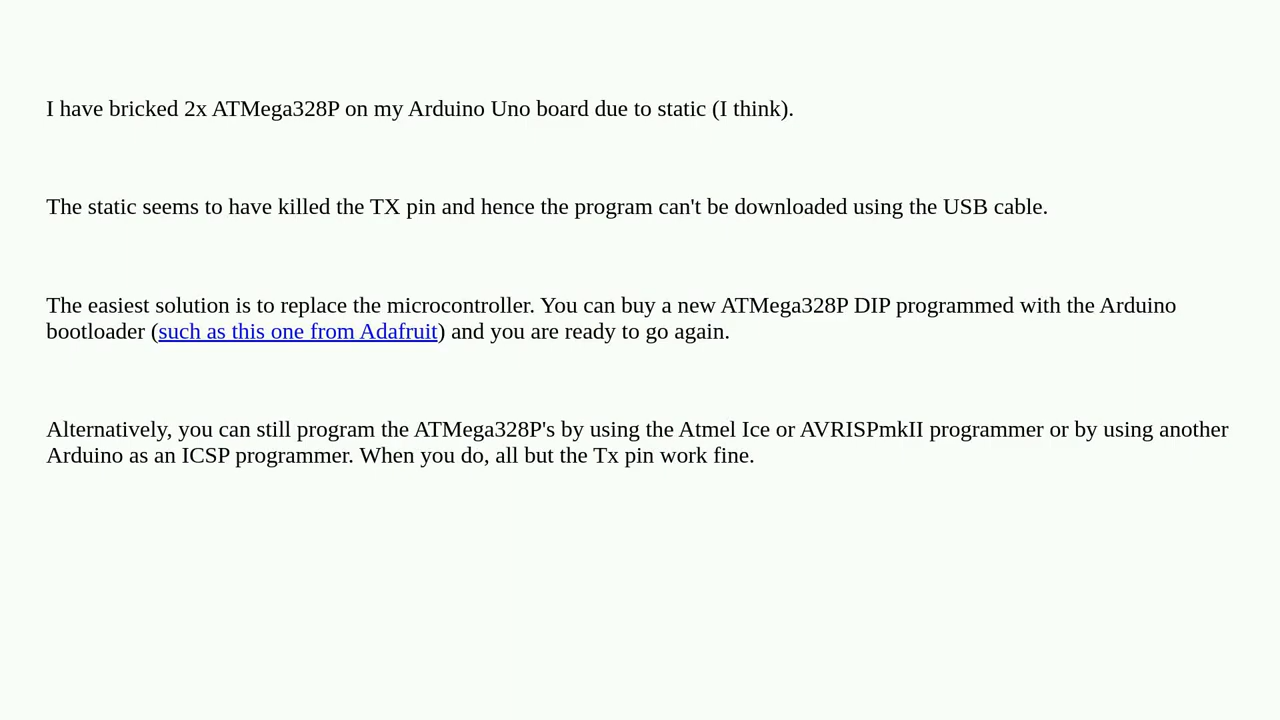 I have bricked 2x ATMega328P on my Arduino Uno board due to static (I think).
The static seems to have killed the TX pin and hence the program can't be downloaded using the USB cable.
The easiest solution is to replace the microcontroller. You can buy a new ATMega328P DIP programmed with the Arduino
bootloader (such as this one from Adafruit) and you are ready to go again.
Alternatively, you can still program the ATMega328P's by using the Atmel Ice or AVRISPmkII programmer or by using another
Arduino as an ICSP programmer. When you do, all but the Tx pin work fine.